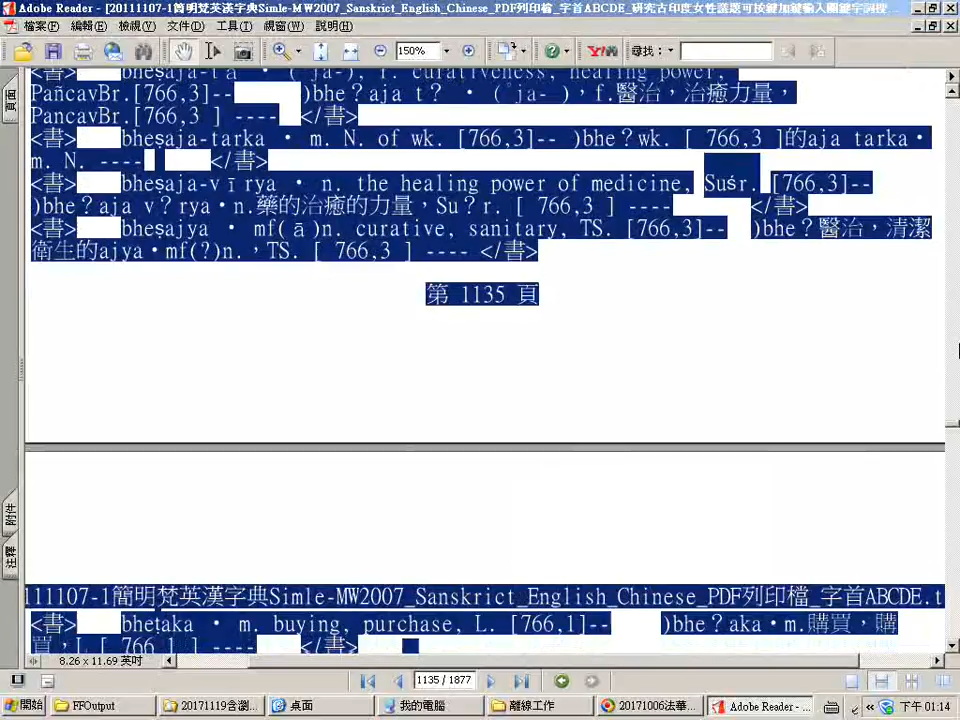 Adobe Reader - [20111107-1簡明梵英漢字典Simle-MW2007_Sanskrict_English_Chinese_PDF列印檔_字首ABCDE_研究古印度女性議題可按鍵加鍵輸入關鍵字詞搜
檔案(F) 編輯(E) 檢視(V) 文件(D) 工具(T) 視窗(W) 說明(H)
150% 尋找：
頁面
<書> bheṣaja-tā • (°ja-), f. curativeness, healing power,
PañcavBr.[766,3]-- )bhe？aja t？ • (°ja- )，f.醫治，治癒力量，
PancavBr.[766,3 ] ---- </書>
<書> bheṣaja-tarka • m. N. of wk. [766,3]-- )bhe？wk. [ 766,3 ]的aja tarka•
m. N. ---- </書>
<書> bheṣaja-vīrya • n. the healing power of medicine, Suśr. [766,3]--
)bhe？aja v？rya•n.藥的治癒的力量，Su？r. [ 766,3 ] ---- </書>
<書> bheṣajya • mf(ā)n. curative, sanitary, TS. [766,3]-- )bhe？醫治，清潔
衛生的ajya•mf(?)n.，TS. [ 766,3 ] ---- </書>
第 1135 頁
附件
注釋
111107-1簡明梵英漢字典Simle-MW2007_Sanskrict_English_Chinese_PDF列印檔_字首ABCDE.t
<書> bheṭaka • m. buying, purchase, L. [766,1]-- )bhe？aka•m.購買，購
買，L.[ 766,1 ] ---- </書>
8.26 x 11.69 英吋
1135 / 1877
開始 FFOutput 20171119含瀏... 桌面 我的電腦 離線工作 20171006法華... Adobe Reader - ... 下午 01:14